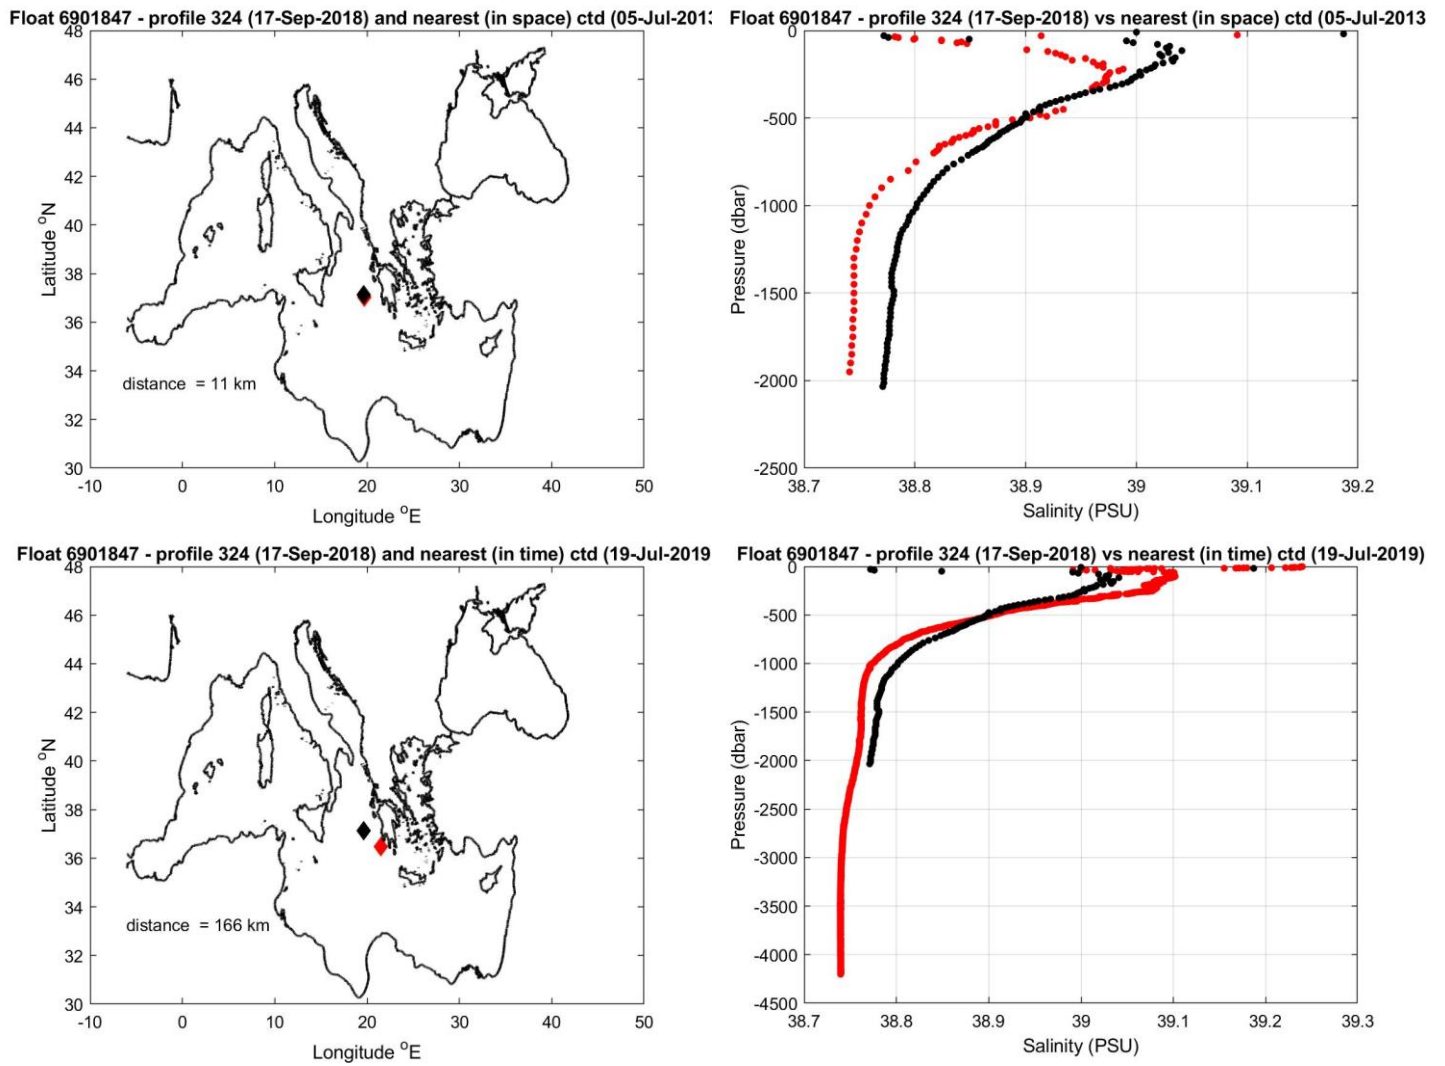 Float 6901847 - profile 324 (17-Sep-2018) and nearest (in space) ctd (05-Jul-2013
48
46
44
42
40
38
36
34
32
30
Latitude °N
distance = 11 km
-10 0 10 20 30 40 50
Longitude °E
Float 6901847 - profile 324 (17-Sep-2018) vs nearest (in space) ctd (05-Jul-2013
0
-500
-1000
-1500
-2000
-2500
Pressure (dbar)
38.7 38.8 38.9 39 39.1 39.2
Salinity (PSU)
Float 6901847 - profile 324 (17-Sep-2018) and nearest (in time) ctd (19-Jul-2019
48
46
44
42
40
38
36
34
32
30
Latitude °N
distance = 166 km
-10 0 10 20 30 40 50
Longitude °E
Float 6901847 - profile 324 (17-Sep-2018) vs nearest (in time) ctd (19-Jul-2019)
0
-500
-1000
-1500
-2000
-2500
-3000
-3500
-4000
-4500
Pressure (dbar)
38.7 38.8 38.9 39 39.1 39.2 39.3
Salinity (PSU)